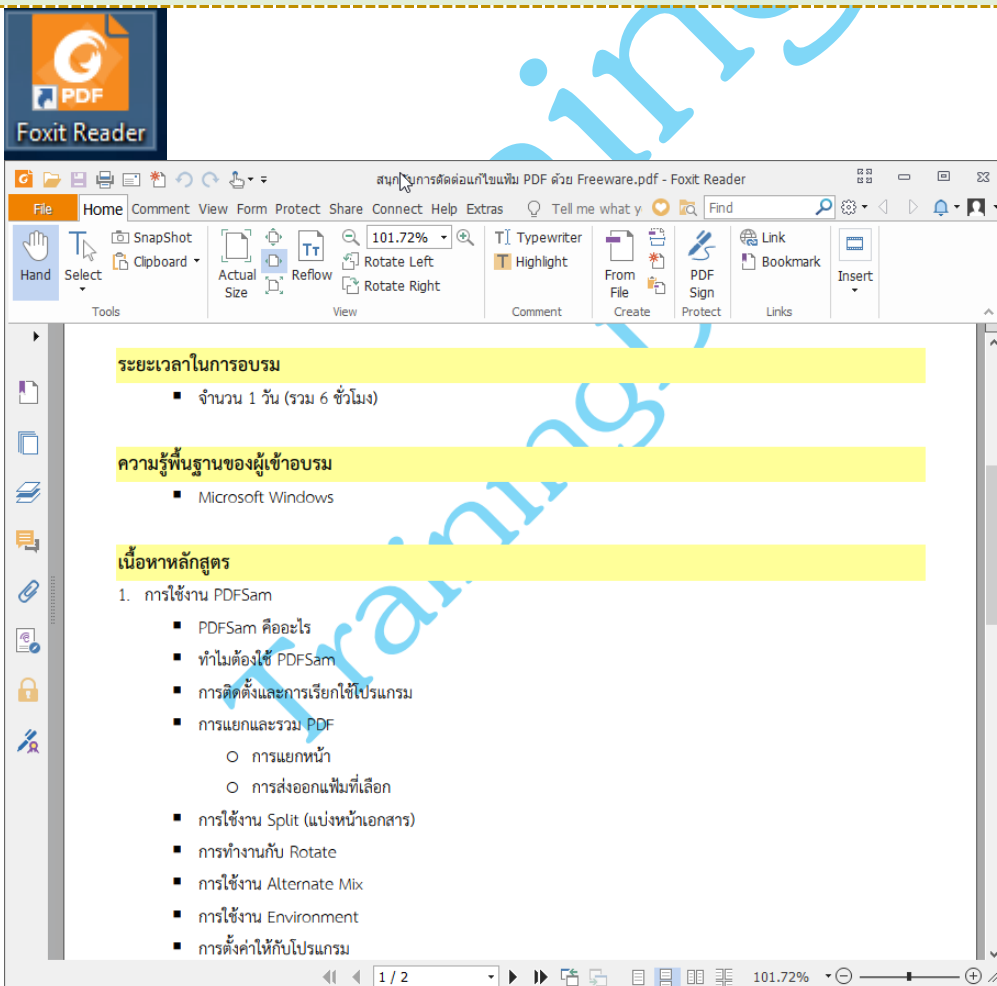 PDF
Foxit Reader
สนุกกับการตัดต่อแก้ไขแฟ้ม PDF ด้วย Freeware.pdf - Foxit Reader
File Home Comment View Form Protect Share Connect Help Extras Tell me what y Find
Hand
Select
SnapShot
Clipboard
Tools
Actual Size
Reflow
101.72%
Rotate Left
Rotate Right
View
Typewriter
Highlight
Comment
From File
Create
PDF Sign
Protect
Link
Bookmark
Links
Insert
ระยะเวลาในการอบรม
จำนวน 1 วัน (รวม 6 ชั่วโมง)
ความรู้พื้นฐานของผู้เข้าอบรม
Microsoft Windows
เนื้อหาหลักสูตร
1. การใช้งาน PDFSam
PDFSam คืออะไร
ทำไมต้องใช้ PDFSam
การติดตั้งและการเรียกใช้โปรแกรม
การแยกและรวม PDF
การแยกหน้า
การส่งออกแฟ้มที่เลือก
การใช้งาน Split (แบ่งหน้าเอกสาร)
การทำงานกับ Rotate
การใช้งาน Alternate Mix
การใช้งาน Environment
การตั้งค่าให้กับโปรแกรม
1 / 2
101.72%